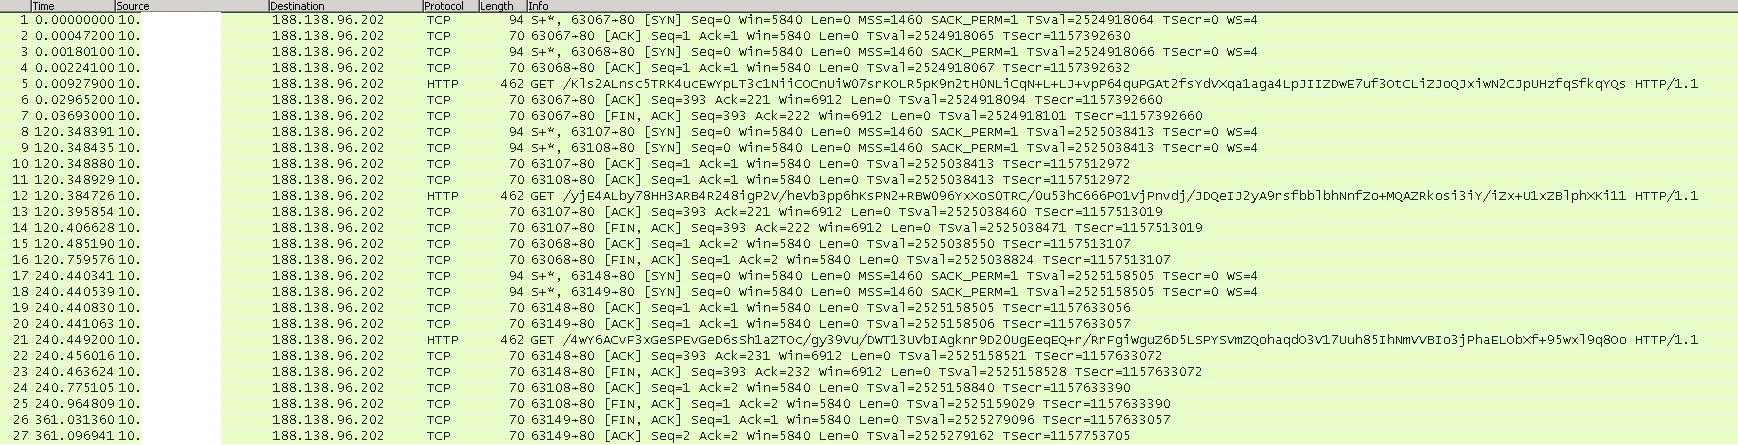 Time Source Destination Protocol Length Info
1 0.00000000 10. 188.138.96.202 TCP 94 S+*, 63067→80 [SYN] Seq=0 Win=5840 Len=0 MSS=1460 SACK_PERM=1 TSval=2524918064 TSecr=0 WS=4
2 0.00047200 10. 188.138.96.202 TCP 70 63067→80 [ACK] Seq=1 Ack=1 Win=5840 Len=0 TSval=2524918065 TSecr=1157392630
3 0.00180100 10. 188.138.96.202 TCP 94 S+*, 63068→80 [SYN] Seq=0 Win=5840 Len=0 MSS=1460 SACK_PERM=1 TSval=2524918066 TSecr=0 WS=4
4 0.00224100 10. 188.138.96.202 TCP 70 63068→80 [ACK] Seq=1 Ack=1 Win=5840 Len=0 TSval=2524918067 TSecr=1157392632
5 0.00927900 10. 188.138.96.202 HTTP 462 GET /Kls2ALnsc5TRK4ucEwYpLT3c1NiiCOCnuiW07srKOLR5pK9n2tH0NLiCqN+L+LJ+vpP64quPGAt2fsYdVXqa1aga4LpJIIZDwE7uf3OtCLiZJoQJxiwN2CJpUHzfqSfkqYQs HTTP/1.1
6 0.02965200 10. 188.138.96.202 TCP 70 63067→80 [ACK] Seq=393 Ack=221 Win=6912 Len=0 TSval=2524918094 TSecr=1157392660
7 0.03693000 10. 188.138.96.202 TCP 70 63067→80 [FIN, ACK] Seq=393 Ack=222 Win=6912 Len=0 TSval=2524918101 TSecr=1157392660
8 120.348391 10. 188.138.96.202 TCP 94 S+*, 63107→80 [SYN] Seq=0 Win=5840 Len=0 MSS=1460 SACK_PERM=1 TSval=2525038413 TSecr=0 WS=4
9 120.348435 10. 188.138.96.202 TCP 94 S+*, 63108→80 [SYN] Seq=0 Win=5840 Len=0 MSS=1460 SACK_PERM=1 TSval=2525038413 TSecr=0 WS=4
10 120.348880 10. 188.138.96.202 TCP 70 63107→80 [ACK] Seq=1 Ack=1 Win=5840 Len=0 TSval=2525038413 TSecr=1157512972
11 120.348929 10. 188.138.96.202 TCP 70 63108→80 [ACK] Seq=1 Ack=1 Win=5840 Len=0 TSval=2525038413 TSecr=1157512972
12 120.384726 10. 188.138.96.202 HTTP 462 GET /yjE4ALby78HH3ARB4R248igP2V/heVb3pp6hKsPN2+RBW096YxXoS0TRC/Ou53hC666PO1VjPnvdj/JDQeIJ2yA9rsfbblbhNnfZo+MQAZRkosi3iY/iZx+U1xZBlphXKi11 HTTP/1.1
13 120.395854 10. 188.138.96.202 TCP 70 63107→80 [ACK] Seq=393 Ack=221 Win=6912 Len=0 TSval=2525038460 TSecr=1157513019
14 120.406628 10. 188.138.96.202 TCP 70 63107→80 [FIN, ACK] Seq=393 Ack=222 Win=6912 Len=0 TSval=2525038471 TSecr=1157513019
15 120.485190 10. 188.138.96.202 TCP 70 63068→80 [ACK] Seq=1 Ack=2 Win=5840 Len=0 TSval=2525038550 TSecr=1157513107
16 120.759576 10. 188.138.96.202 TCP 70 63068→80 [FIN, ACK] Seq=1 Ack=2 Win=5840 Len=0 TSval=2525038824 TSecr=1157513107
17 240.440341 10. 188.138.96.202 TCP 94 S+*, 63148→80 [SYN] Seq=0 Win=5840 Len=0 MSS=1460 SACK_PERM=1 TSval=2525158505 TSecr=0 WS=4
18 240.440539 10. 188.138.96.202 TCP 94 S+*, 63149→80 [SYN] Seq=0 Win=5840 Len=0 MSS=1460 SACK_PERM=1 TSval=2525158505 TSecr=0 WS=4
19 240.440830 10. 188.138.96.202 TCP 70 63148→80 [ACK] Seq=1 Ack=1 Win=5840 Len=0 TSval=2525158505 TSecr=1157633056
20 240.441063 10. 188.138.96.202 TCP 70 63149→80 [ACK] Seq=1 Ack=1 Win=5840 Len=0 TSval=2525158506 TSecr=1157633057
21 240.449200 10. 188.138.96.202 HTTP 462 GET /4wY6ACvF3xGeSPEvGeD6sSh1aZTOc/gy39Vu/DWT13UVbIAgknr9D20UgEeqEQ+r/RrFgiWguZ6D5LSPYSVmZQohaqdO3V17Uuh85IhNmVVBIo3jPhaELObXf+95wxl9q8Oo HTTP/1.1
22 240.456016 10. 188.138.96.202 TCP 70 63148→80 [ACK] Seq=393 Ack=231 Win=6912 Len=0 TSval=2525158521 TSecr=1157633072
23 240.463624 10. 188.138.96.202 TCP 70 63148→80 [FIN, ACK] Seq=393 Ack=232 Win=6912 Len=0 TSval=2525158528 TSecr=1157633072
24 240.775105 10. 188.138.96.202 TCP 70 63108→80 [ACK] Seq=1 Ack=2 Win=5840 Len=0 TSval=2525158840 TSecr=1157633390
25 240.964809 10. 188.138.96.202 TCP 70 63108→80 [FIN, ACK] Seq=1 Ack=2 Win=5840 Len=0 TSval=2525159029 TSecr=1157633390
26 361.031360 10. 188.138.96.202 TCP 70 63149→80 [FIN, ACK] Seq=1 Ack=1 Win=5840 Len=0 TSval=2525279096 TSecr=1157633057
27 361.096941 10. 188.138.96.202 TCP 70 63149→80 [ACK] Seq=2 Ack=2 Win=5840 Len=0 TSval=2525279162 TSecr=1157753705